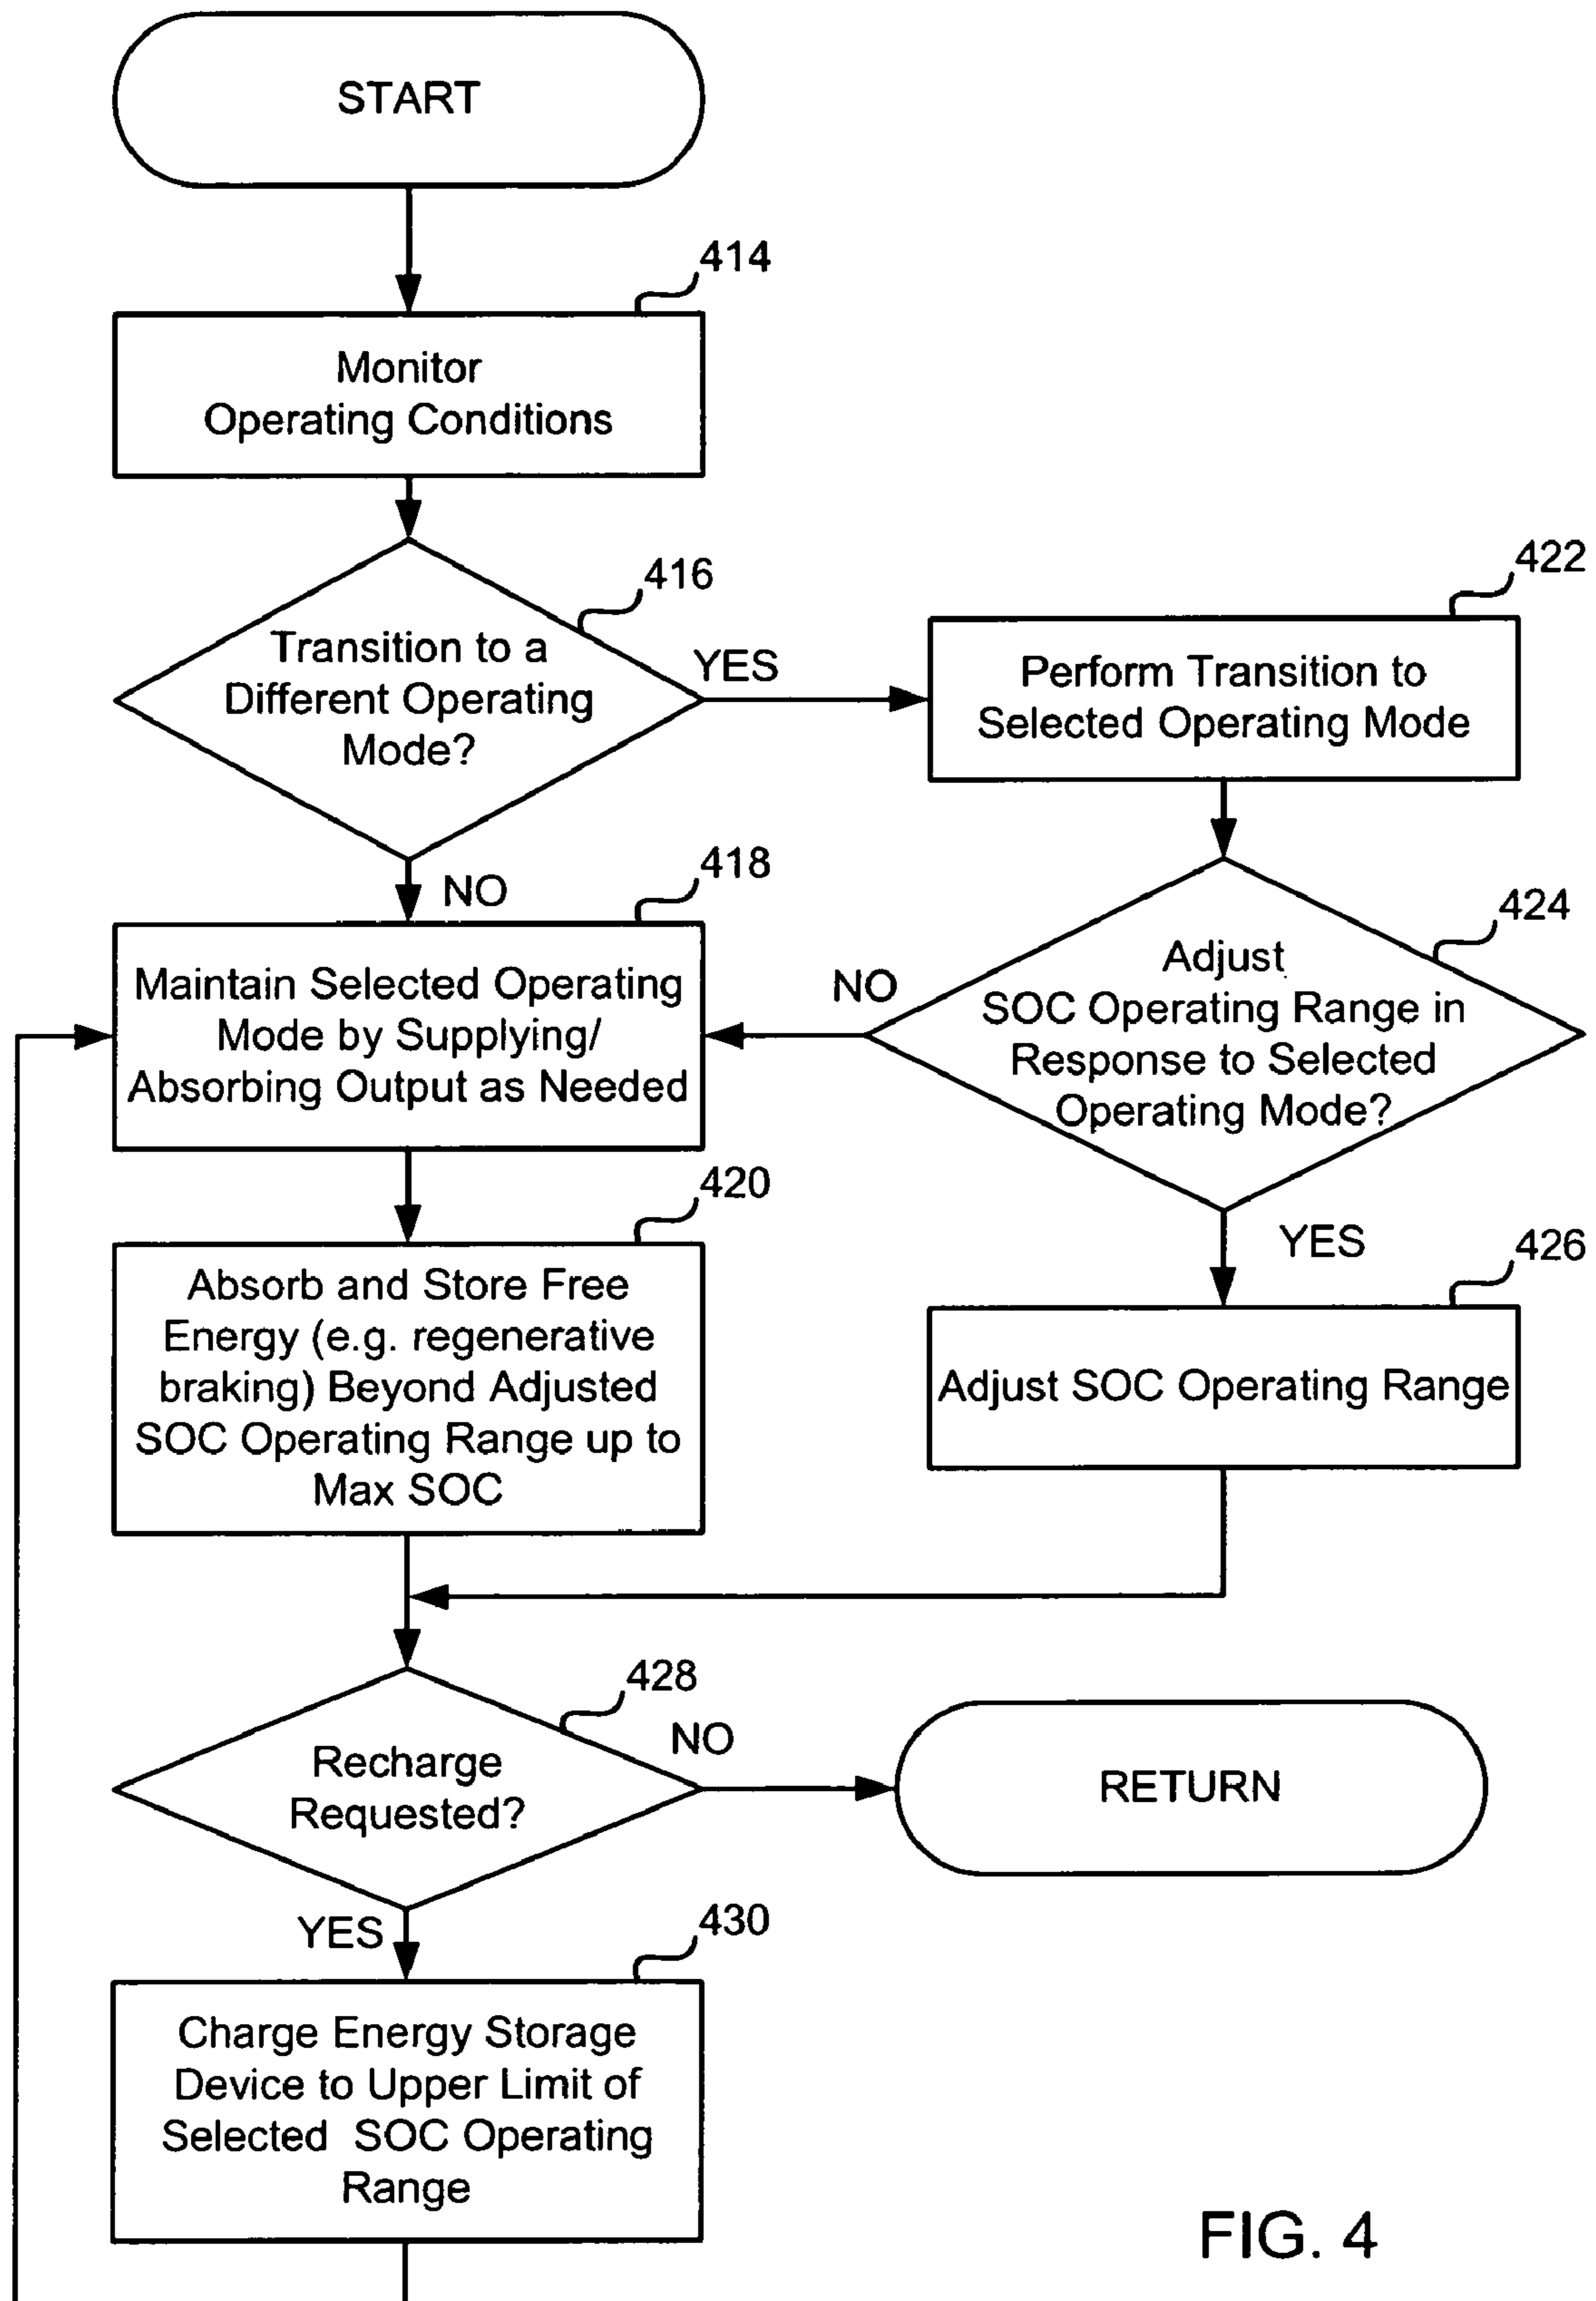 START
414
Monitor
Operating Conditions
416
Transition to a
Different Operating
Mode?
YES
NO
422
Perform Transition to
Selected Operating Mode
418
Maintain Selected Operating
Mode by Supplying/
Absorbing Output as Needed
424
Adjust
SOC Operating Range in
Response to Selected
Operating Mode?
NO
YES
420
Absorb and Store Free
Energy (e.g. regenerative
braking) Beyond Adjusted
SOC Operating Range up to
Max SOC
426
Adjust SOC Operating Range
428
Recharge
Requested?
NO
RETURN
YES
430
Charge Energy Storage
Device to Upper Limit of
Selected SOC Operating
Range
FIG. 4